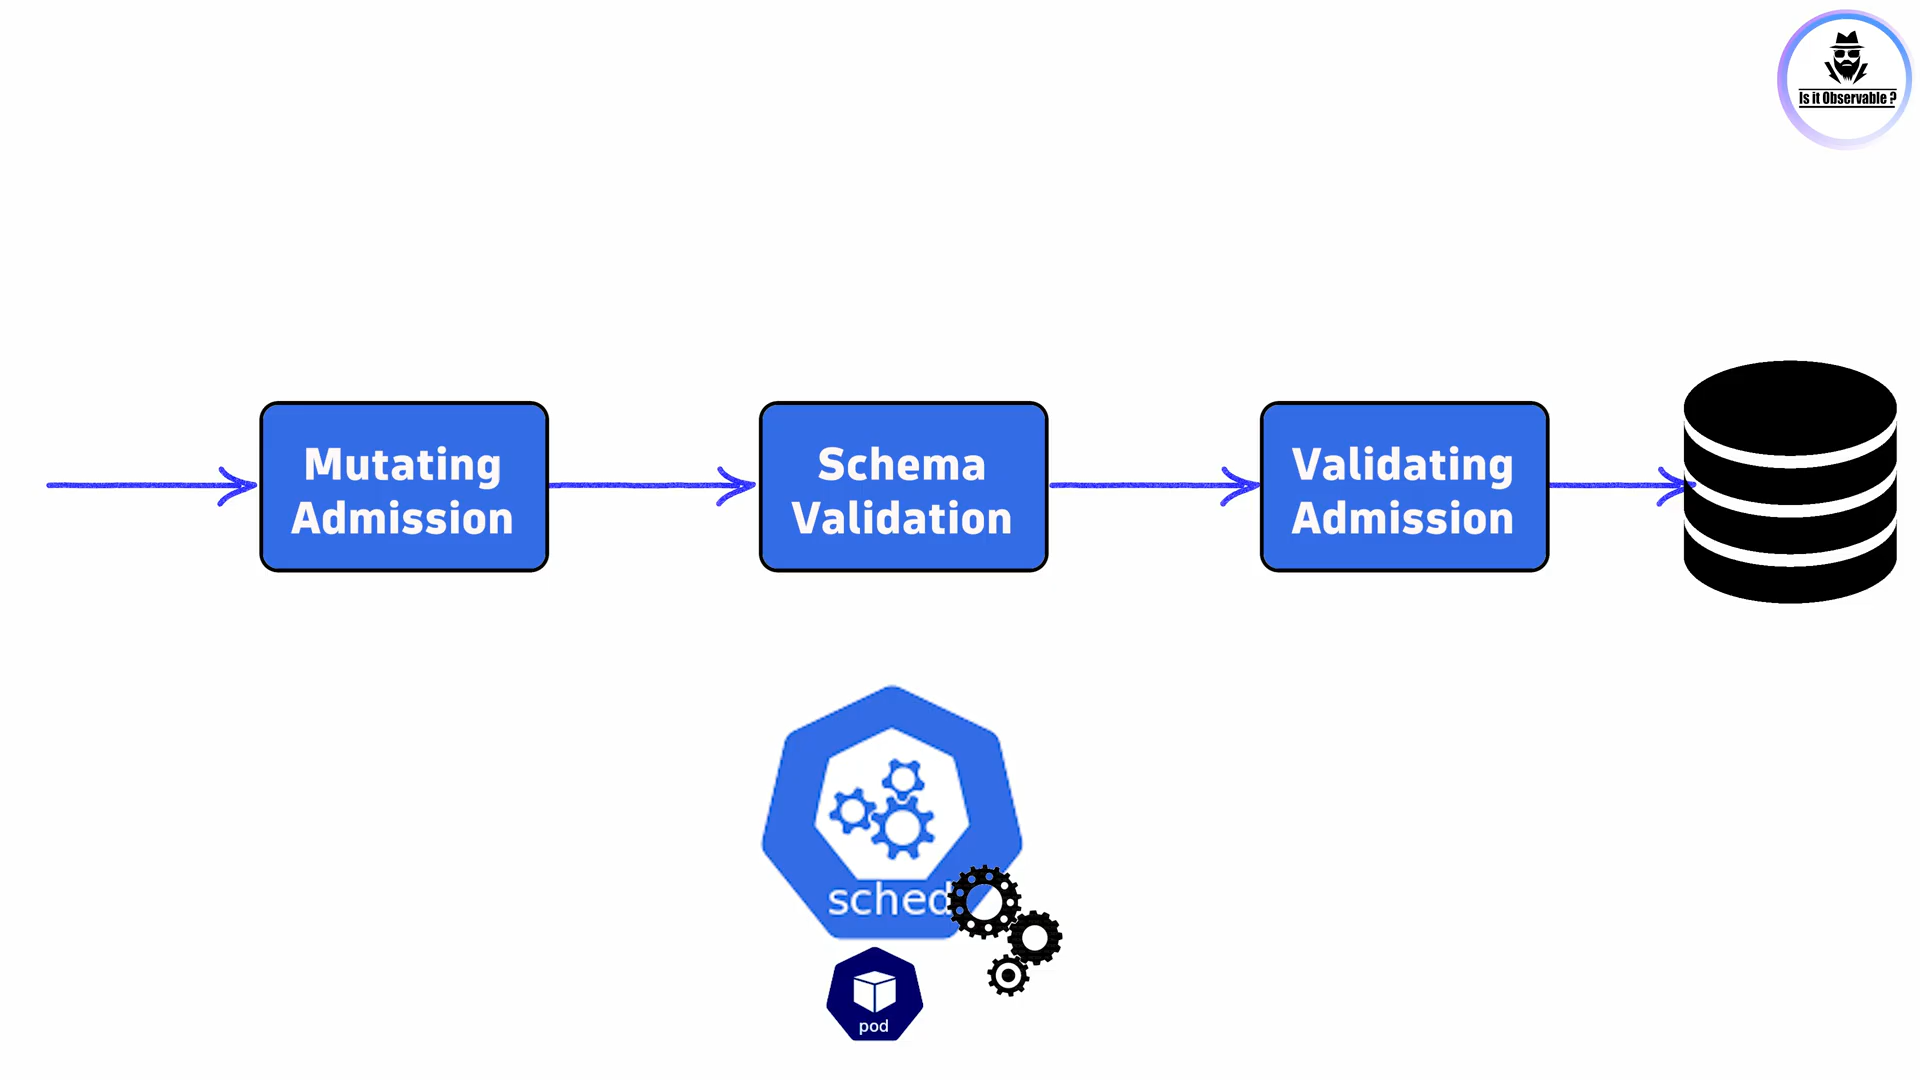 Is it Observable ?
Mutating
Admission
Schema
Validation
Validating
Admission
sched
pod